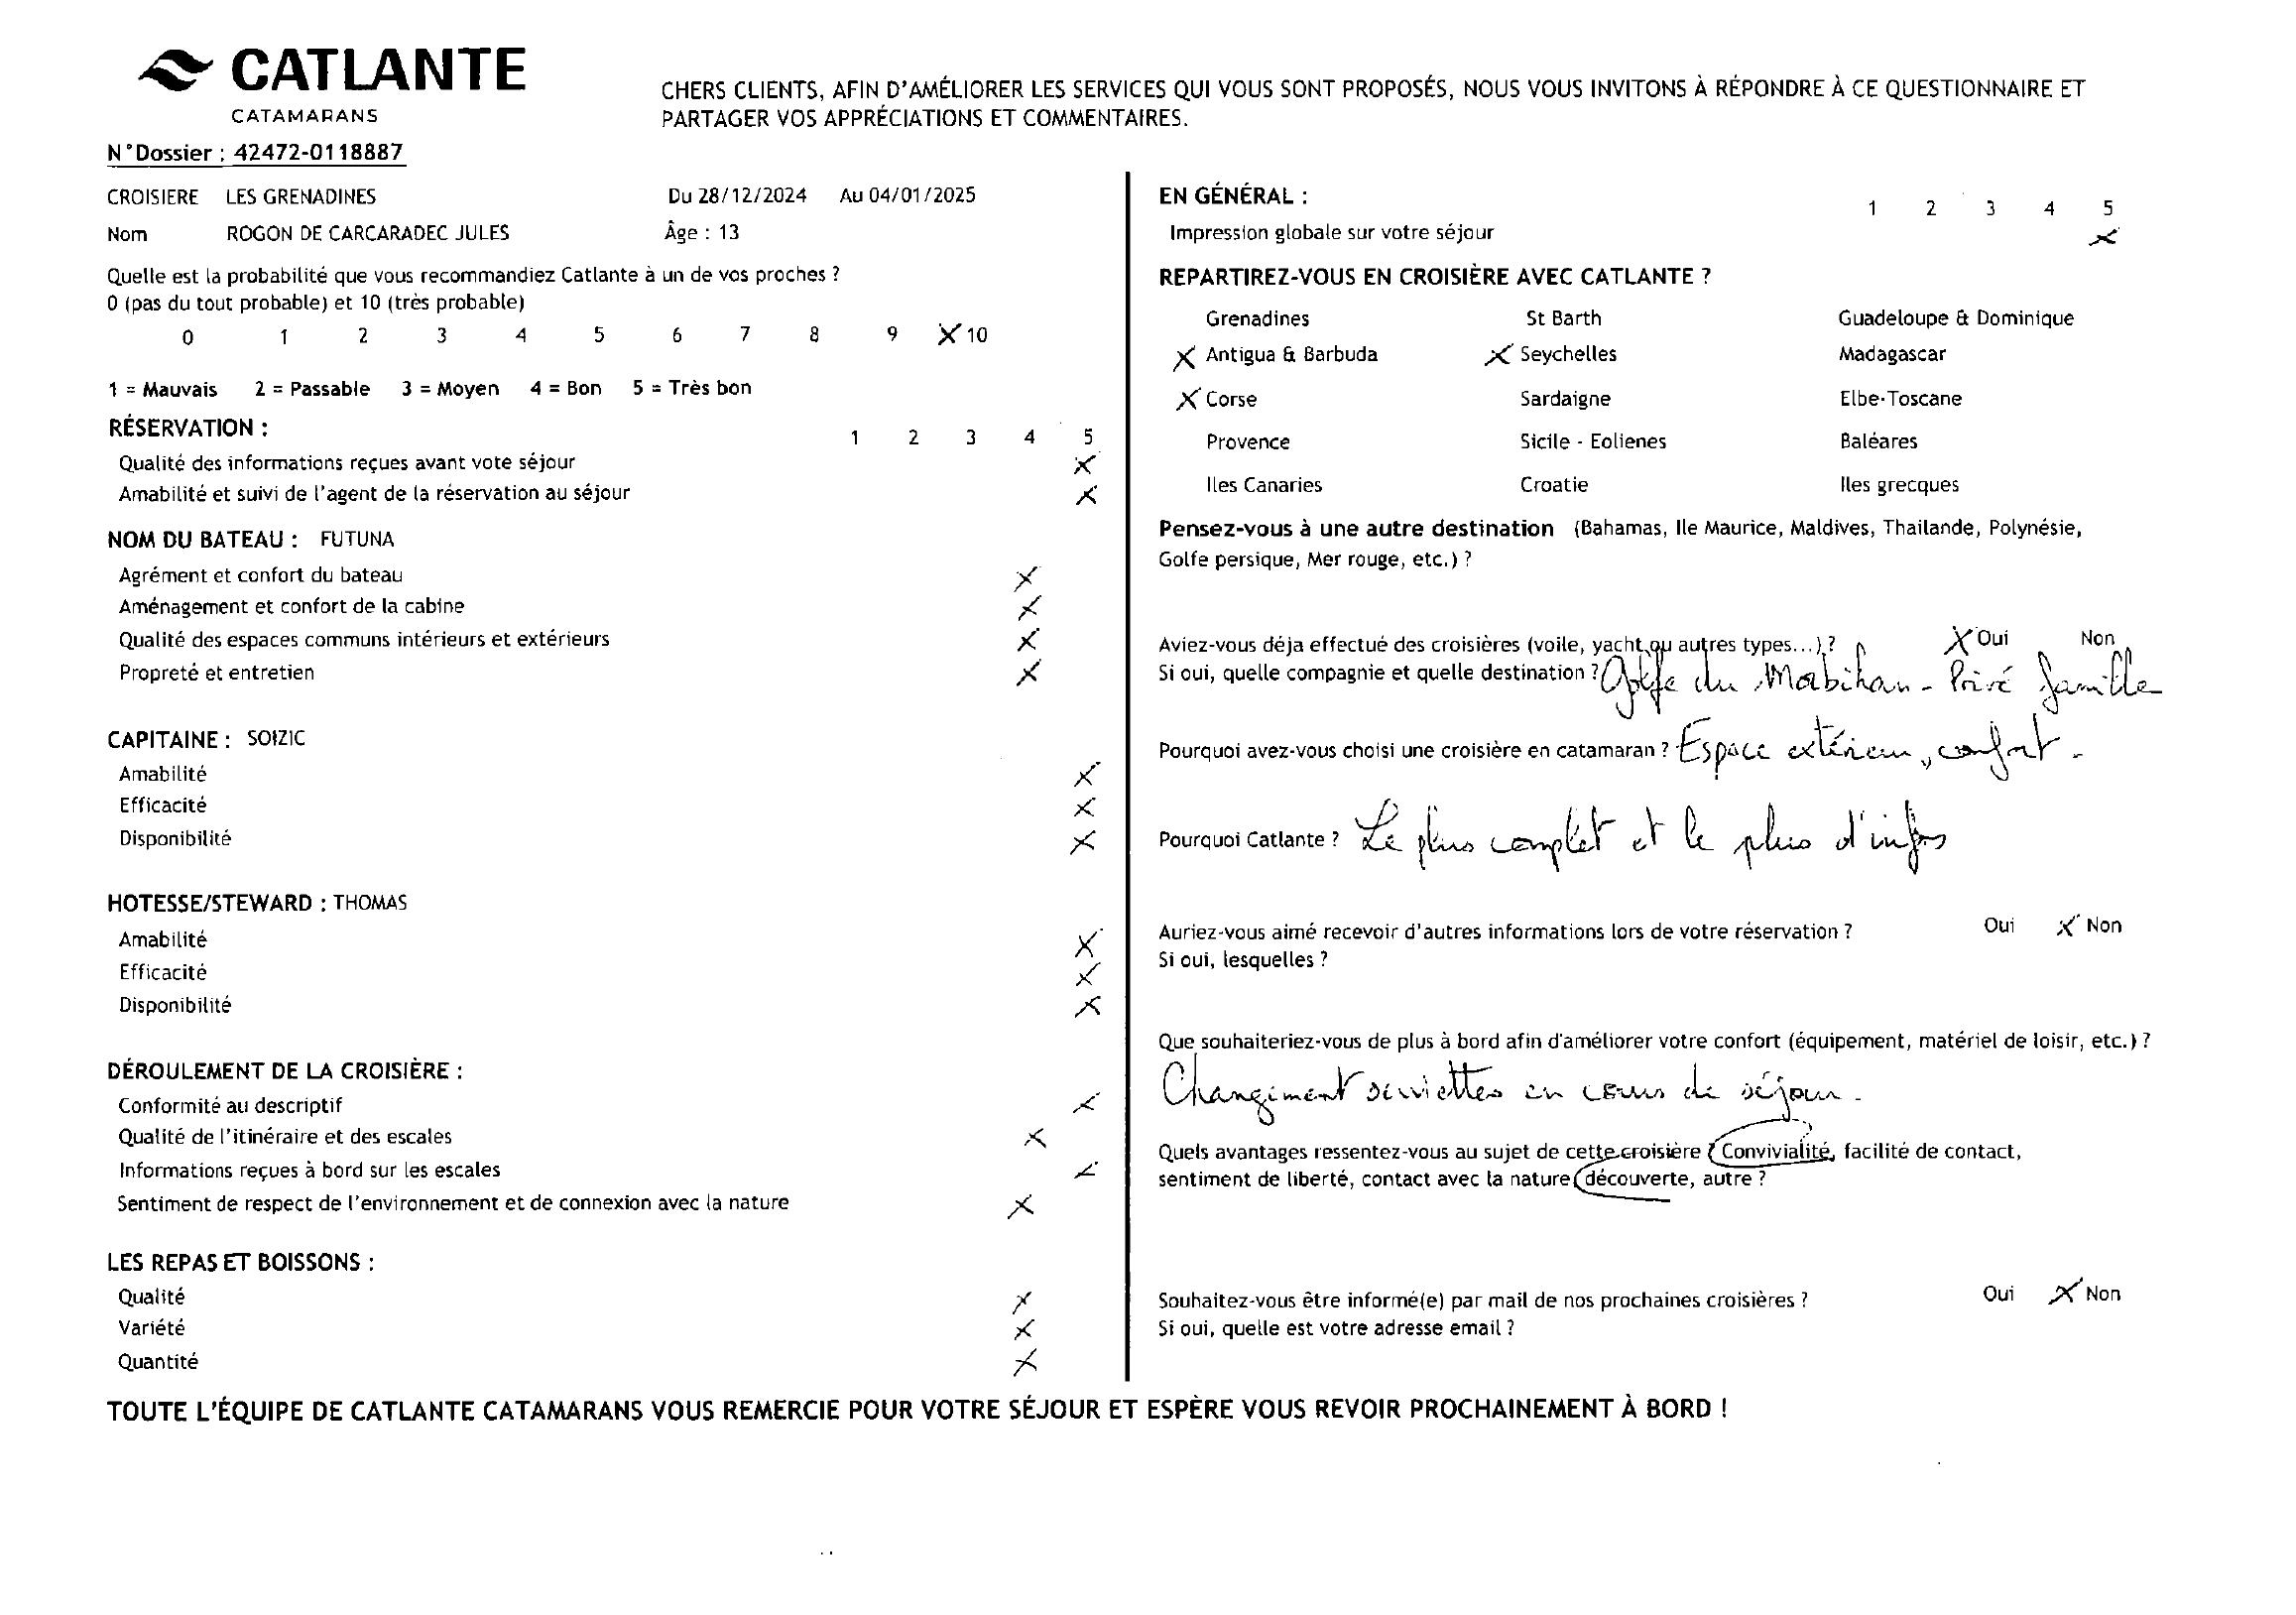 CATLANTE
CATAMARANS
CHERS CLIENTS, AFIN D'AMÉLIORER LES SERVICES QUI VOUS SONT PROPOSÉS, NOUS VOUS INVITONS À RÉPONDRE À CE QUESTIONNAIRE ET
PARTAGER VOS APPRÉCIATIONS ET COMMENTAIRES.
N°Dossier : 42472-0118887
CROISIERE LES GRENADINES Du 28/12/2024 Au 04/01/2025
Nom ROGON DE CARCARADEC JULES Âge : 13
Quelle est la probabilité que vous recommandiez Catlante à un de vos proches ?
0 (pas du tout probable) et 10 (très probable)
0 1 2 3 4 5 6 7 8 9 X 10
1 = Mauvais 2 = Passable 3 = Moyen 4 = Bon 5 = Très bon
RÉSERVATION :
1 2 3 4 5
Qualité des informations reçues avant vote séjour X
Amabilité et suivi de l'agent de la réservation au séjour X
NOM DU BATEAU : FUTUNA
Agrément et confort du bateau X
Aménagement et confort de la cabine X
Qualité des espaces communs intérieurs et extérieurs X
Propreté et entretien X
CAPITAINE : SOIZIC
Amabilité X
Efficacité X
Disponibilité X
HOTESSE/STEWARD : THOMAS
Amabilité X
Efficacité X
Disponibilité X
DÉROULEMENT DE LA CROISIÈRE :
Conformité au descriptif X
Qualité de l'itinéraire et des escales X
Informations reçues à bord sur les escales X
Sentiment de respect de l'environnement et de connexion avec la nature X
LES REPAS ET BOISSONS :
Qualité X
Variété X
Quantité X
EN GÉNÉRAL :
1 2 3 4 5
Impression globale sur votre séjour X
REPARTIREZ-VOUS EN CROISIÈRE AVEC CATLANTE ?
Grenadines St Barth Guadeloupe & Dominique
X Antigua & Barbuda X Seychelles Madagascar
X Corse Sardaigne Elbe-Toscane
Provence Sicile - Eolienes Baléares
Iles Canaries Croatie Iles grecques
Pensez-vous à une autre destination (Bahamas, Ile Maurice, Maldives, Thailande, Polynésie,
Golfe persique, Mer rouge, etc.) ?
Aviez-vous déja effectué des croisières (voile, yacht ou autres types...) ? X Oui Non
Si oui, quelle compagnie et quelle destination ? Golfe du Morbihan - Privé famille
Pourquoi avez-vous choisi une croisière en catamaran ? Espace extérieur, confort -
Pourquoi Catlante ? Le plus complet et le plus d'infos
Auriez-vous aimé recevoir d'autres informations lors de votre réservation ? Oui X Non
Si oui, lesquelles ?
Que souhaiteriez-vous de plus à bord afin d'améliorer votre confort (équipement, matériel de loisir, etc.) ?
Changement serviettes en cours de séjour -
Quels avantages ressentez-vous au sujet de cette croisière ? Convivialité, facilité de contact,
sentiment de liberté, contact avec la nature, découverte, autre ?
Souhaitez-vous être informé(e) par mail de nos prochaines croisières ? Oui X Non
Si oui, quelle est votre adresse email ?
TOUTE L'ÉQUIPE DE CATLANTE CATAMARANS VOUS REMERCIE POUR VOTRE SÉJOUR ET ESPÈRE VOUS REVOIR PROCHAINEMENT À BORD !